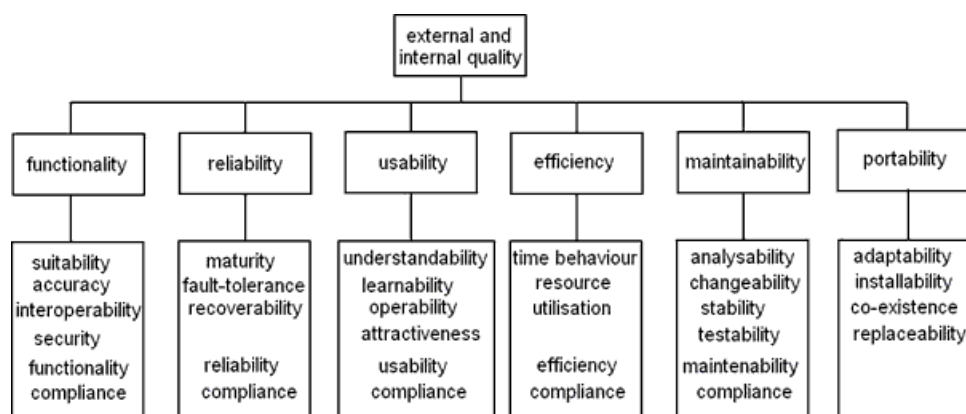 external and
internal quality
functionality
reliability
usability
efficiency
maintainability
portability
suitability
accuracy
interoperability
security
functionality
compliance
maturity
fault-tolerance
recoverability
reliability
compliance
understandability
learnability
operability
attractiveness
usability
compliance
time behaviour
resource
utilisation
efficiency
compliance
analysability
changeability
stability
testability
maintenability
compliance
adaptability
installability
co-existence
replaceability